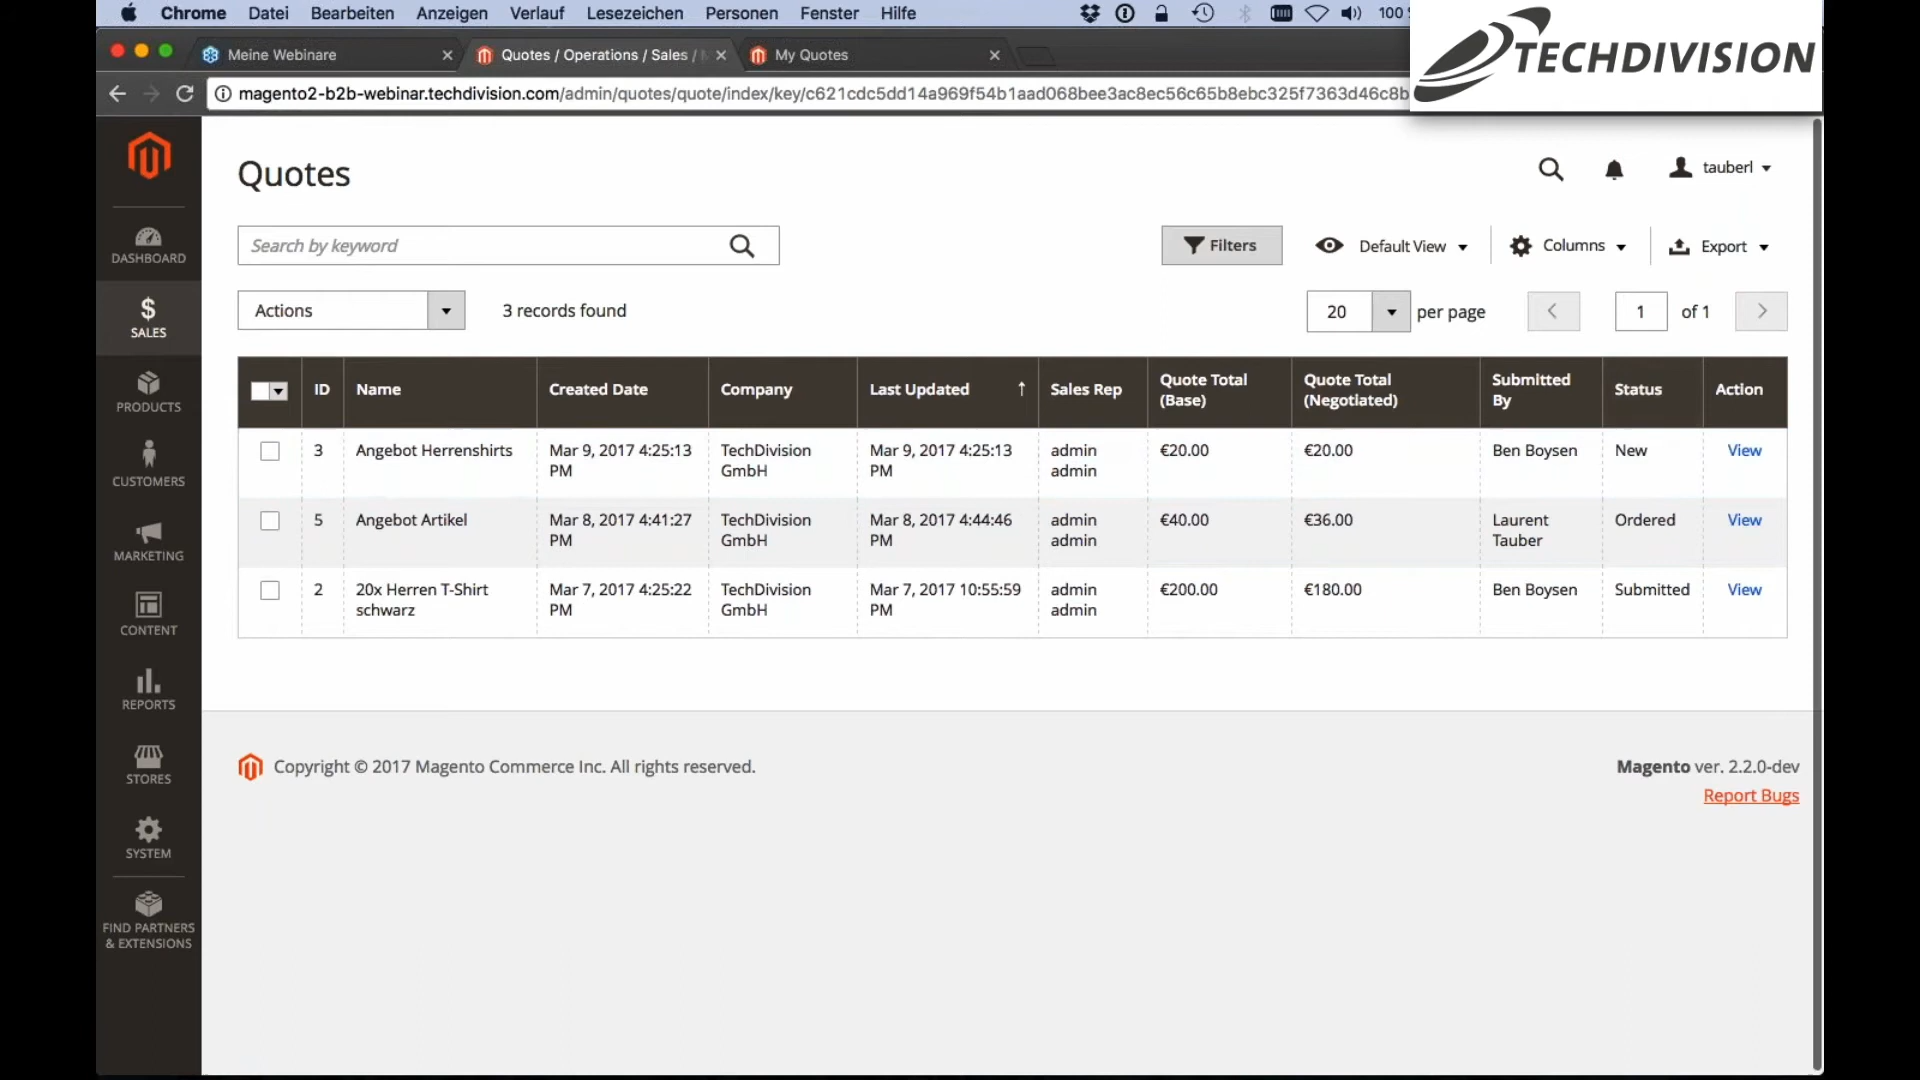 Chrome Datei Bearbeiten Anzeigen Verlauf Lesezeichen Personen Fenster Hilfe 100
TECHDIVISION
Meine Webinare
Quotes / Operations / Sales /
My Quotes
magento2-b2b-webinar.techdivision.com/admin/quotes/quote/index/key/c621cdc5dd14a969f54b1aad068bee3ac8ec56c65b8ebc325f7363d46c8b
Quotes
tauberl
Search by keyword
Filters Default View Columns Export
Actions 3 records found 20 per page 1 of 1
ID Name Created Date Company Last Updated ↑ Sales Rep Quote Total (Base) Quote Total (Negotiated) Submitted By Status Action
3 Angebot Herrenshirts Mar 9, 2017 4:25:13 PM TechDivision GmbH Mar 9, 2017 4:25:13 PM admin admin €20.00 €20.00 Ben Boysen New View
5 Angebot Artikel Mar 8, 2017 4:41:27 PM TechDivision GmbH Mar 8, 2017 4:44:46 PM admin admin €40.00 €36.00 Laurent Tauber Ordered View
2 20x Herren T-Shirt schwarz Mar 7, 2017 4:25:22 PM TechDivision GmbH Mar 7, 2017 10:55:59 PM admin admin €200.00 €180.00 Ben Boysen Submitted View
DASHBOARD
SALES
PRODUCTS
CUSTOMERS
MARKETING
CONTENT
REPORTS
STORES
SYSTEM
FIND PARTNERS
& EXTENSIONS
Copyright © 2017 Magento Commerce Inc. All rights reserved.
Magento ver. 2.2.0-dev
Report Bugs